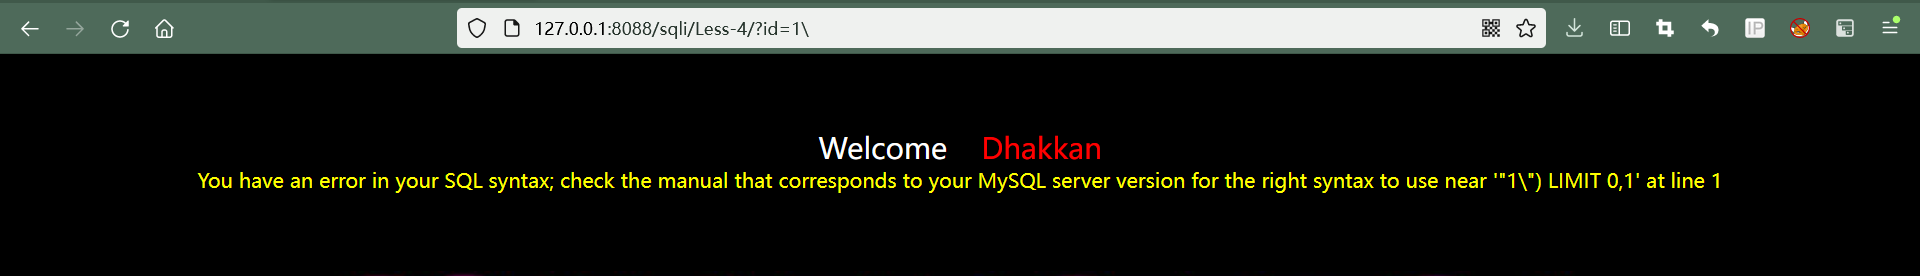 127.0.0.1:8088/sqli/Less-4/?id=1\
IP
Welcome Dhakkan
You have an error in your SQL syntax; check the manual that corresponds to your MySQL server version for the right syntax to use near '"1\") LIMIT 0,1' at line 1